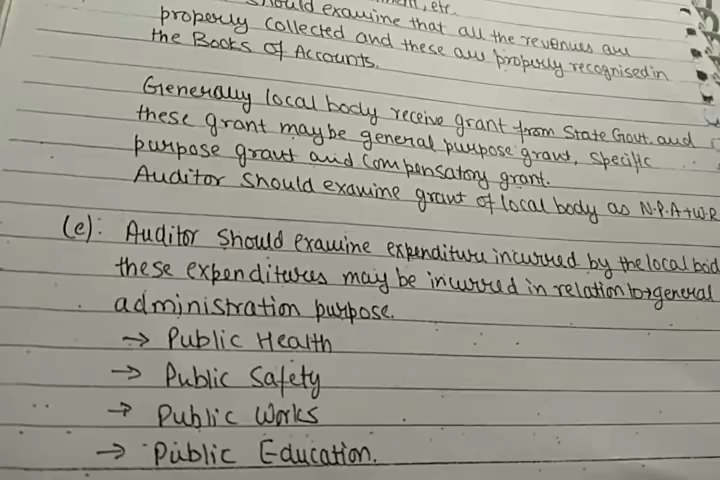 should examine that all the revenues are
properly collected and these are properly recognised in
the Books of Accounts.
Generally local body receive grant from State Govt. and
these grant may be general purpose grant, specific
purpose grant and compensatory grant.
Auditor should examine grant of local body as N.P.A+W.R
(e): Auditor should examine expenditure incurred by the local bod
these expenditures may be incurred in relation to→general
administration purpose.
→ Public Health
→ Public Safety
→ Public Works
→ Public Education.